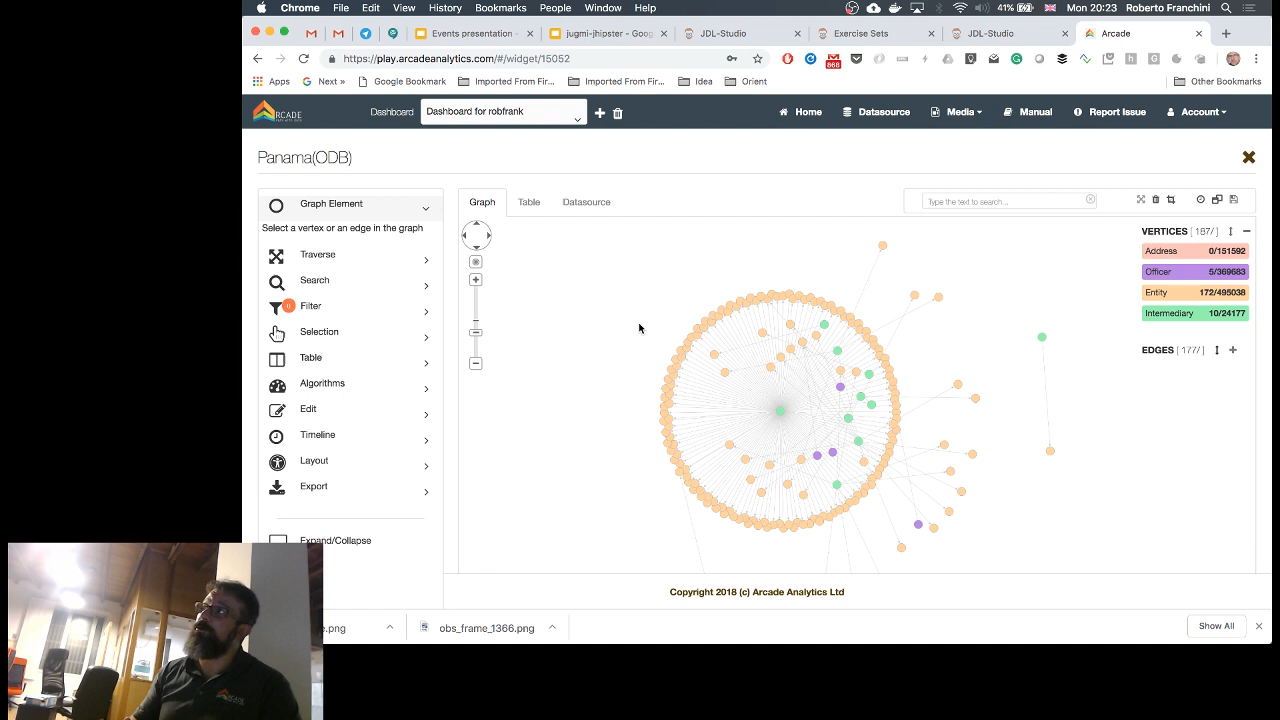 Chrome File Edit View History Bookmarks People Window Help 41% Mon 20:23 Roberto Franchini
Events presentation - jugmi-jhipster - Goog JDL-Studio Exercise Sets JDL-Studio Arcade
https://play.arcadeanalytics.com/#/widget/15052 868
Apps Next » Google Bookmark Imported From Fir... Imported From Fir... Idea Orient Other Bookmarks
ARCADE Dashboard Dashboard for robfrank Home Datasource Media Manual Report Issue Account
Panama(ODB)
Graph Element
Select a vertex or an edge in the graph
Traverse
Search
0 Filter
Selection
Table
Algorithms
Edit
Timeline
Layout
Export
Expand/Collapse
Graph Table Datasource Type the text to search...
VERTICES [ 187/ ]
Address 0/151592
Officer 5/369683
Entity 172/495038
Intermediary 10/24177
EDGES [ 177/ ]
Copyright 2018 (c) Arcade Analytics Ltd
e.png obs_frame_1366.png Show All
ARCADE